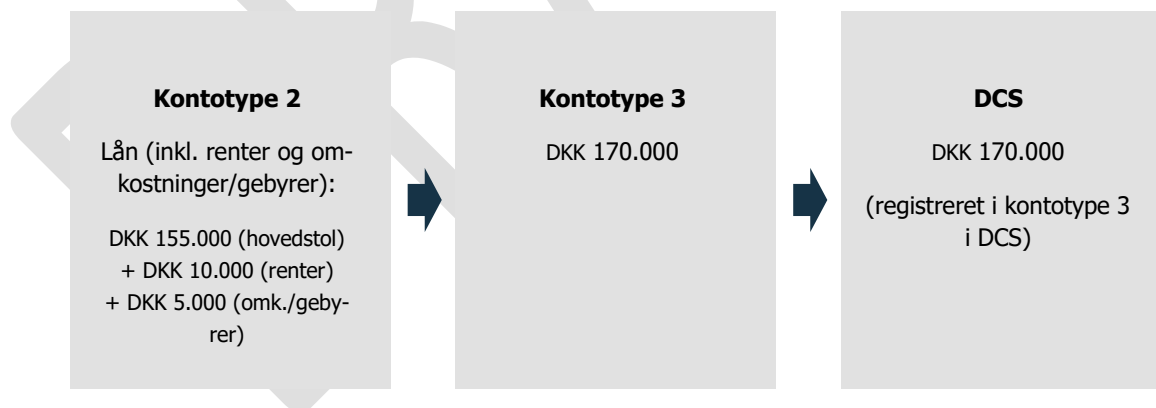 Kontotype 2
Lån (inkl. renter og om-
kostninger/gebyrer):
DKK 155.000 (hovedstol)
+ DKK 10.000 (renter)
+ DKK 5.000 (omk./geby-
rer)
Kontotype 3
DKK 170.000
DCS
DKK 170.000
(registreret i kontotype 3
i DCS)